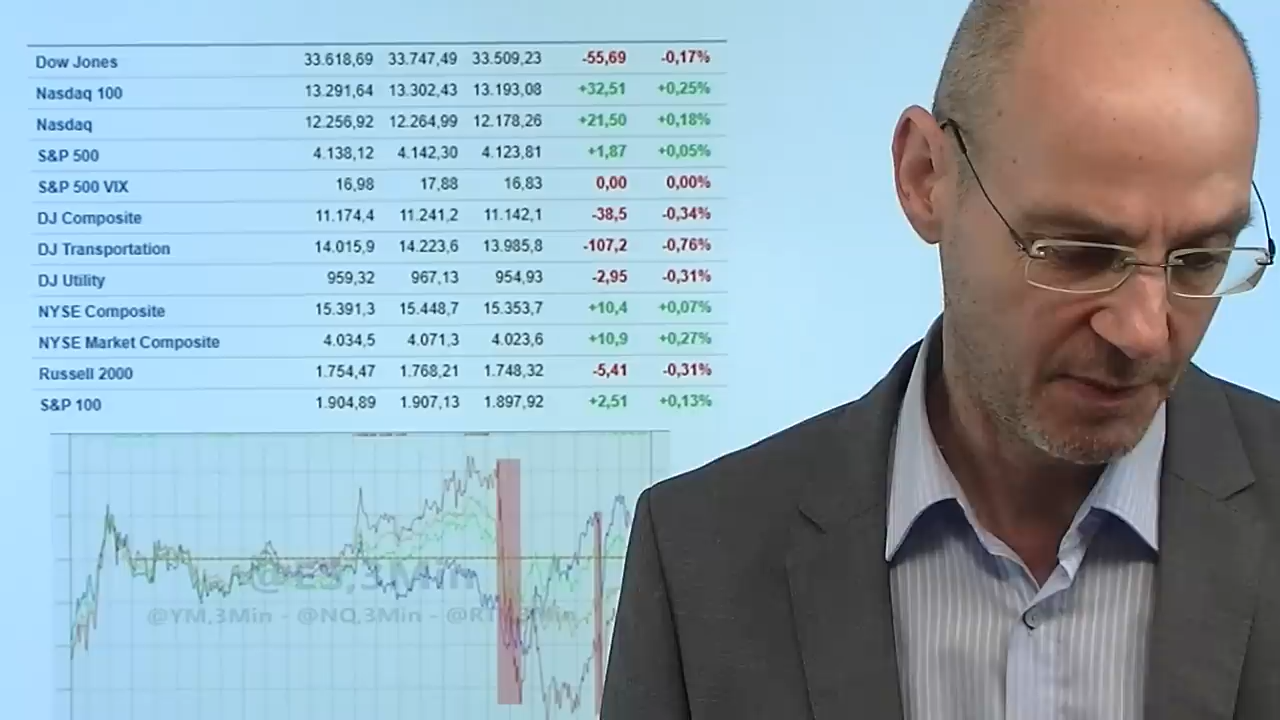 Dow Jones 33.618,69 33.747,49 33.509,23 -55,69 -0,17%
Nasdaq 100 13.291,64 13.302,43 13.193,08 +32,51 +0,25%
Nasdaq 12.256,92 12.264,99 12.178,26 +21,50 +0,18%
S&P 500 4.138,12 4.142,30 4.123,81 +1,87 +0,05%
S&P 500 VIX 16,98 17,88 16,83 0,00 0,00%
DJ Composite 11.174,4 11.241,2 11.142,1 -38,5 -0,34%
DJ Transportation 14.015,9 14.223,6 13.985,8 -107,2 -0,76%
DJ Utility 959,32 967,13 954,93 -2,95 -0,31%
NYSE Composite 15.391,3 15.448,7 15.353,7 +10,4 +0,07%
NYSE Market Composite 4.034,5 4.071,3 4.023,6 +10,9 +0,27%
Russell 2000 1.754,47 1.768,21 1.748,32 -5,41 -0,31%
S&P 100 1.904,89 1.907,13 1.897,92 +2,51 +0,13%
@ES,3Min
@YM,3Min - @NQ,3Min - @RTY,3Min